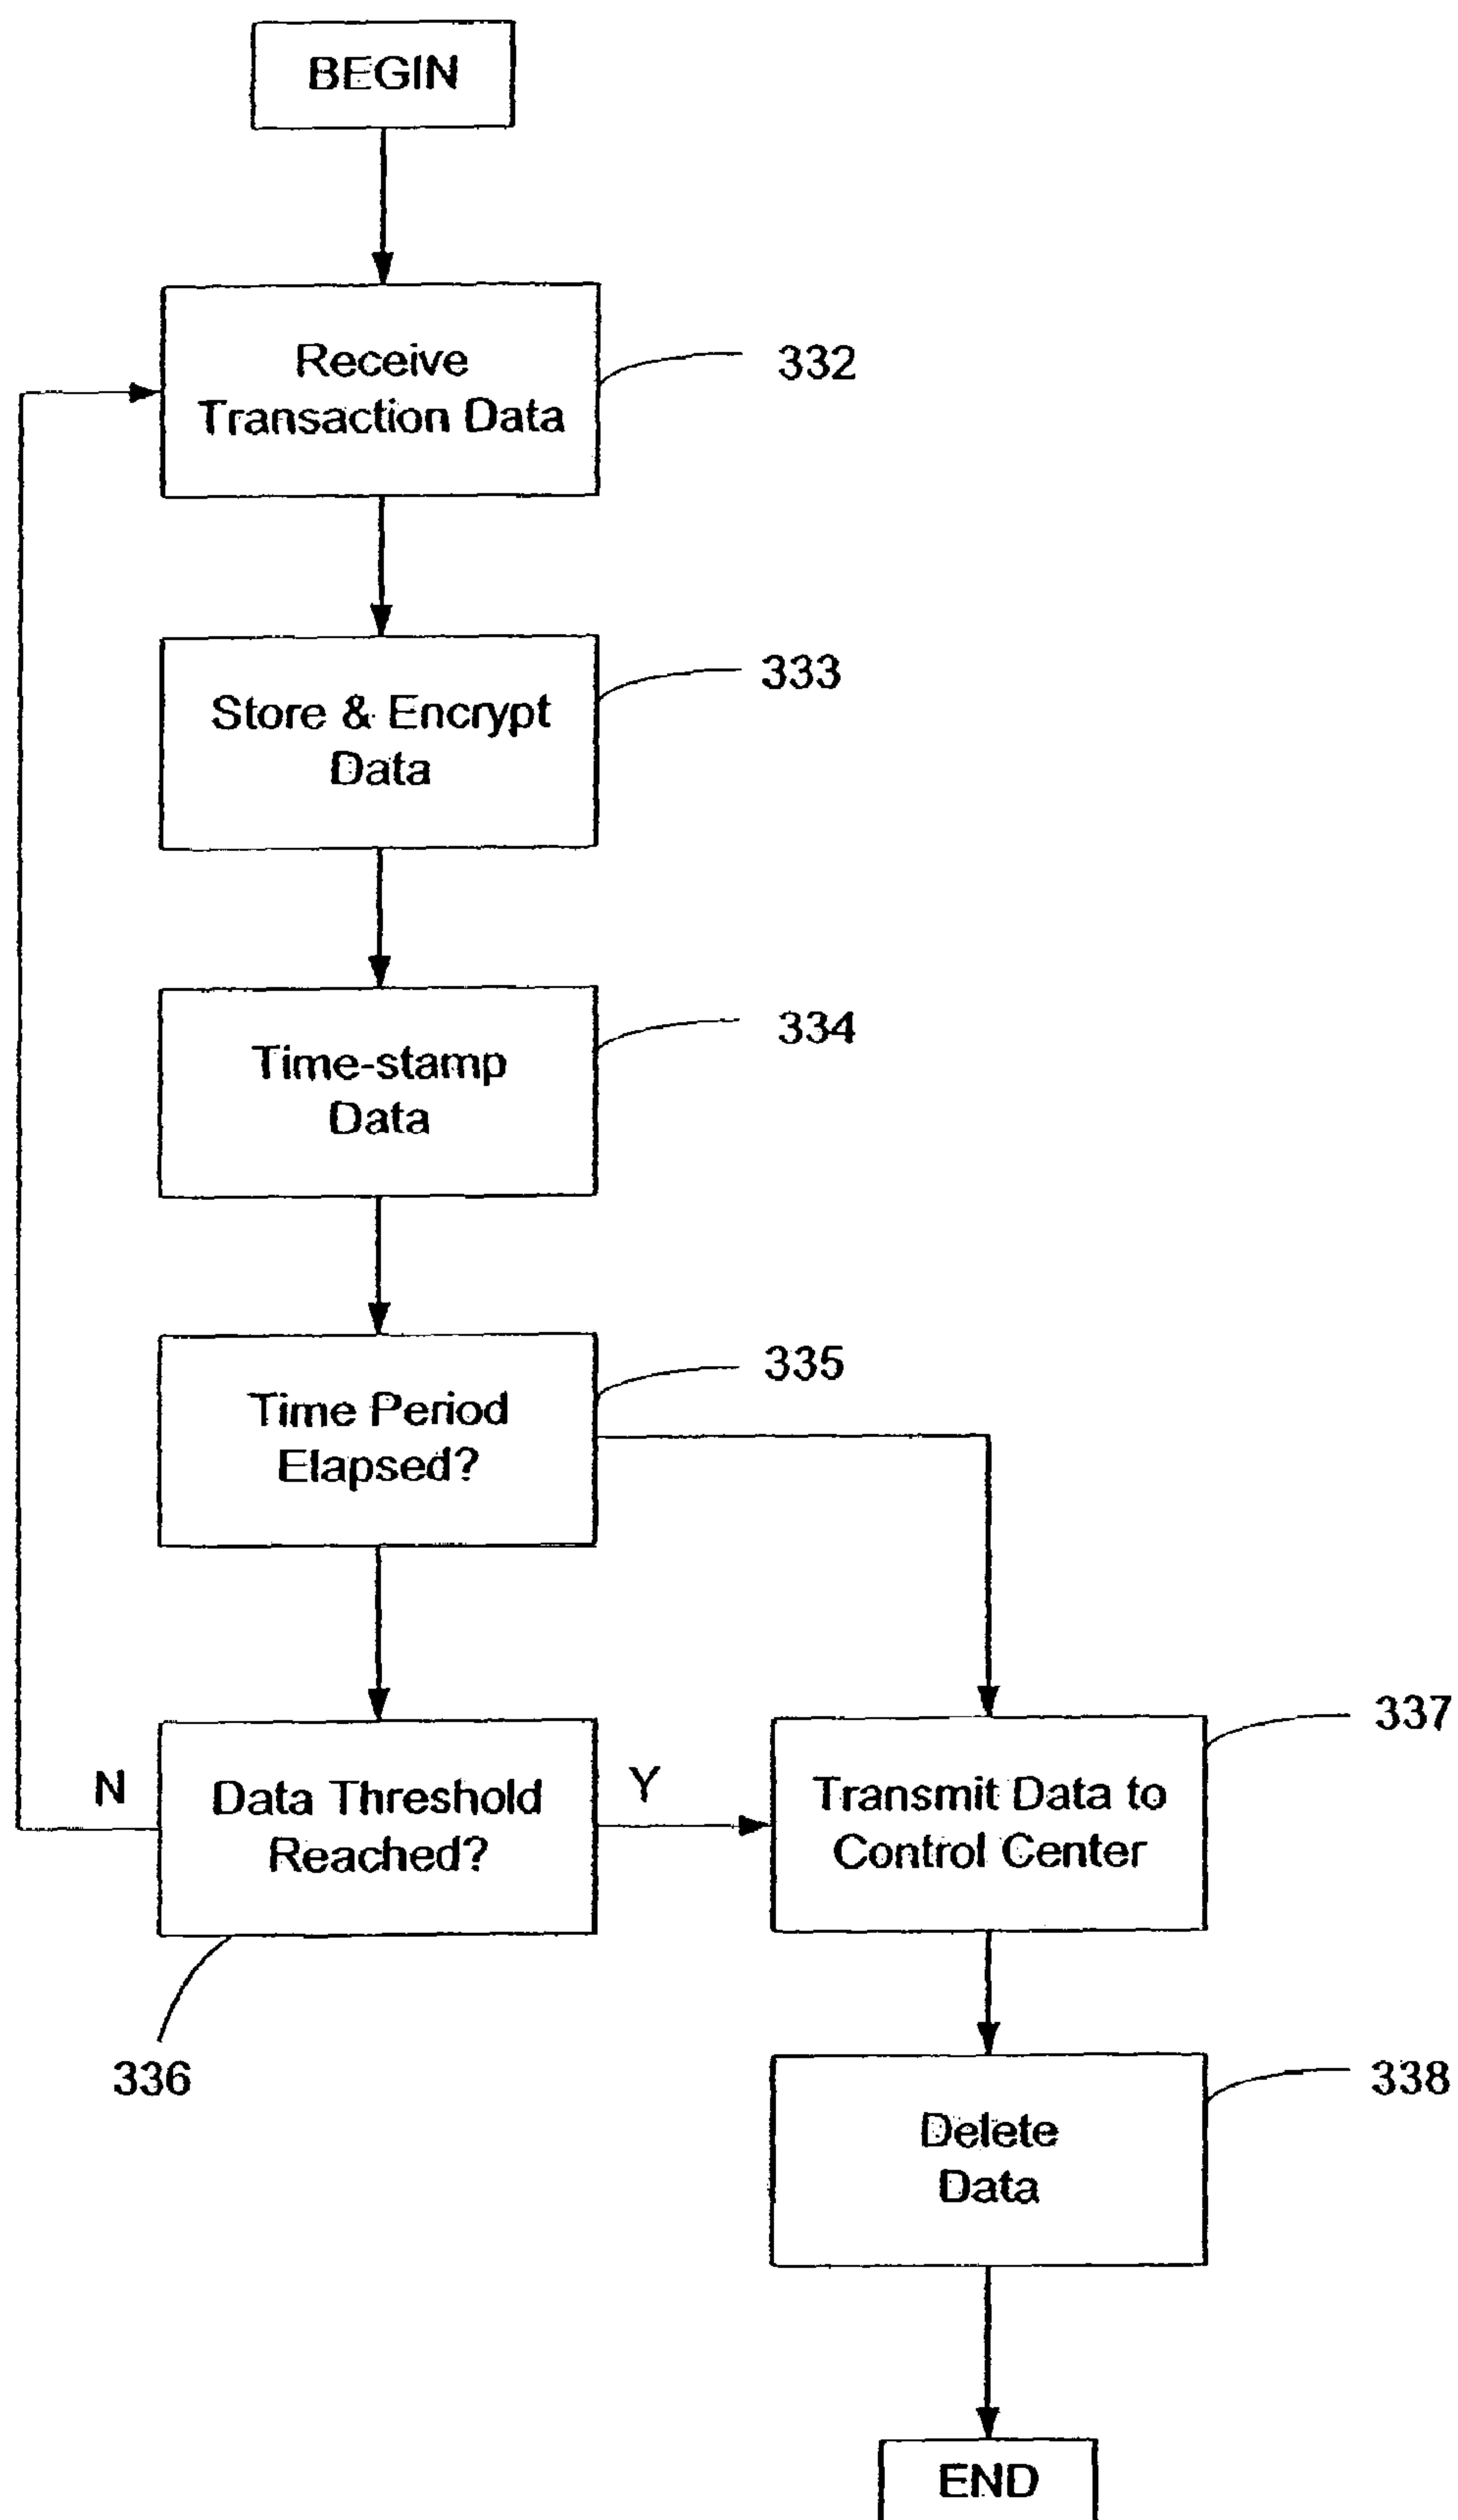 BEGIN
Receive
Transaction Data
332
Store & Encrypt
Data
333
Time-stamp
Data
334
Time Period
Elapsed?
335
N
Data Threshold
Reached?
Y
336
Transmit Data to
Control Center
337
Delete
Data
338
END